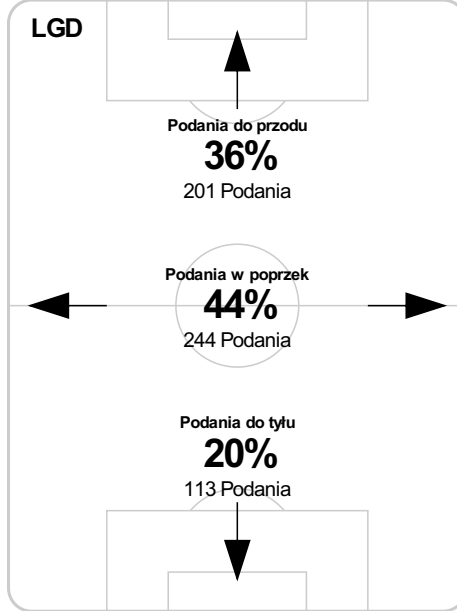 LGD
Podania do przodu
36%
201 Podania
Podania w poprzek
44%
244 Podania
Podania do tyłu
20%
113 Podania